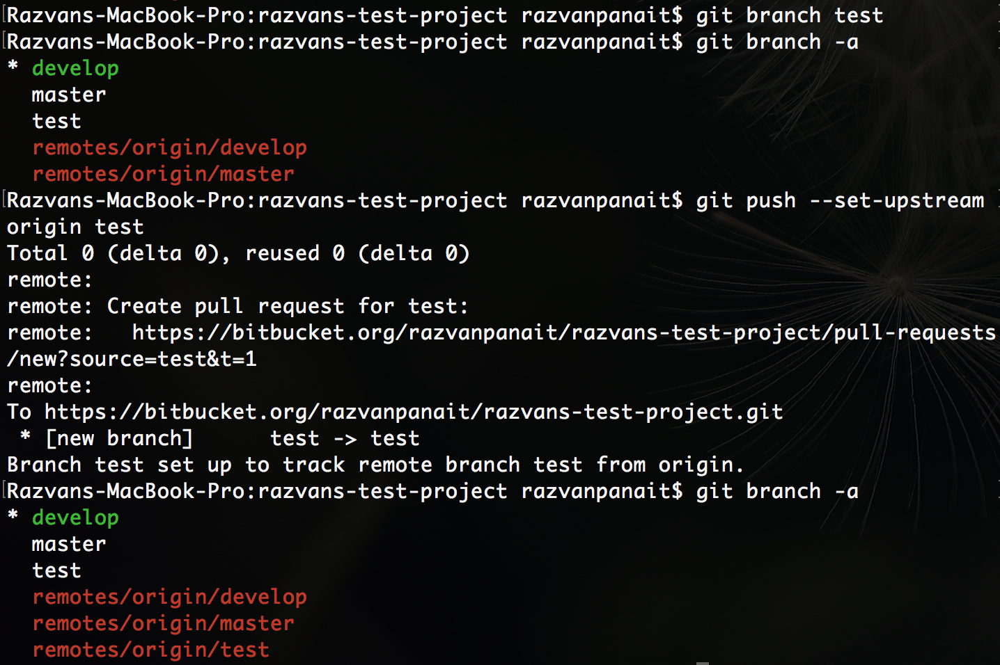 Razvans-MacBook-Pro:razvans-test-project razvanpanait$ git branch test
Razvans-MacBook-Pro:razvans-test-project razvanpanait$ git branch -a
* develop
  master
  test
  remotes/origin/develop
  remotes/origin/master
Razvans-MacBook-Pro:razvans-test-project razvanpanait$ git push --set-upstream
origin test
Total 0 (delta 0), reused 0 (delta 0)
remote:
remote: Create pull request for test:
remote:   https://bitbucket.org/razvanpanait/razvans-test-project/pull-requests
/new?source=test&t=1
remote:
To https://bitbucket.org/razvanpanait/razvans-test-project.git
 * [new branch]      test -> test
Branch test set up to track remote branch test from origin.
Razvans-MacBook-Pro:razvans-test-project razvanpanait$ git branch -a
* develop
  master
  test
  remotes/origin/develop
  remotes/origin/master
  remotes/origin/test